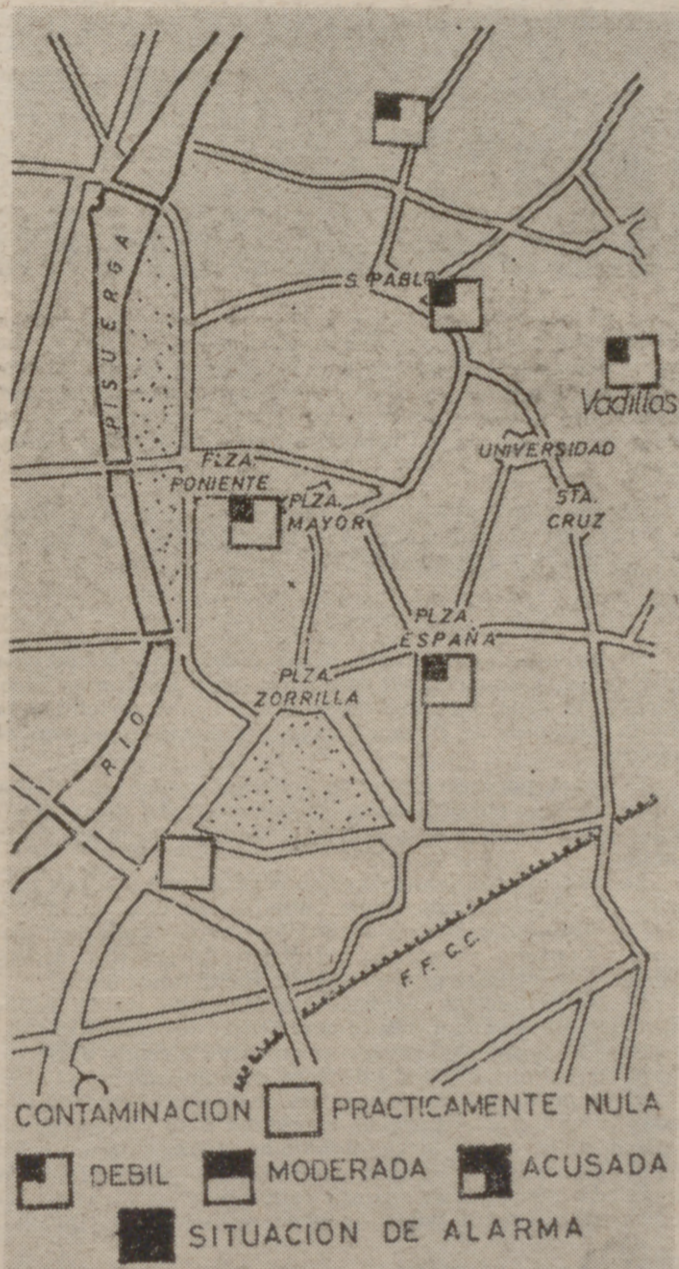 S. PABLO
PISUERGA
Vadillos
UNIVERSIDAD
PLZA.
PONIENTE
PLZA.
MAYOR
STA.
CRUZ
PLZA.
ESPAÑA
PLZA.
ZORRILLA
RIO
F. F. C. C.
CONTAMINACION PRACTICAMENTE NULA
DEBIL MODERADA ACUSADA
SITUACION DE ALARMA